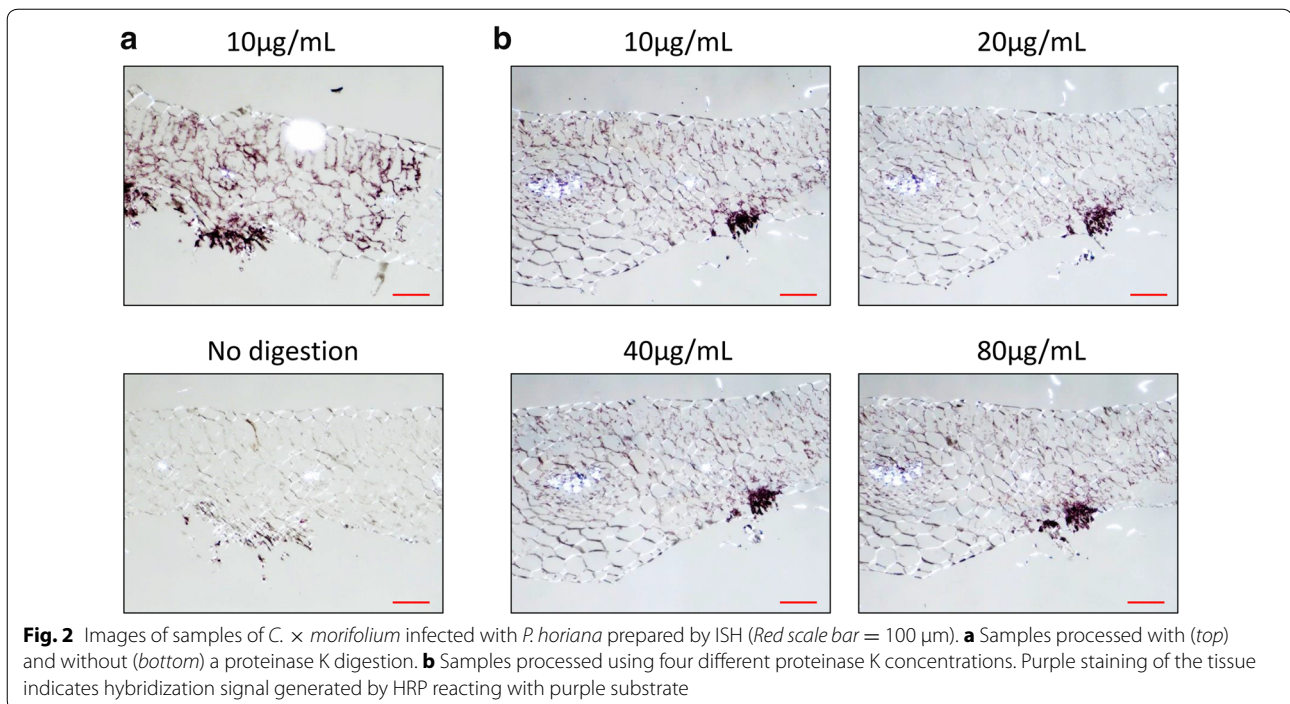 a
10µg/mL
b
10µg/mL
20µg/mL
No digestion
40µg/mL
80µg/mL
Fig. 2 Images of samples of C. × morifolium infected with P. horiana prepared by ISH (Red scale bar = 100 µm). a Samples processed with (top)
and without (bottom) a proteinase K digestion. b Samples processed using four different proteinase K concentrations. Purple staining of the tissue
indicates hybridization signal generated by HRP reacting with purple substrate